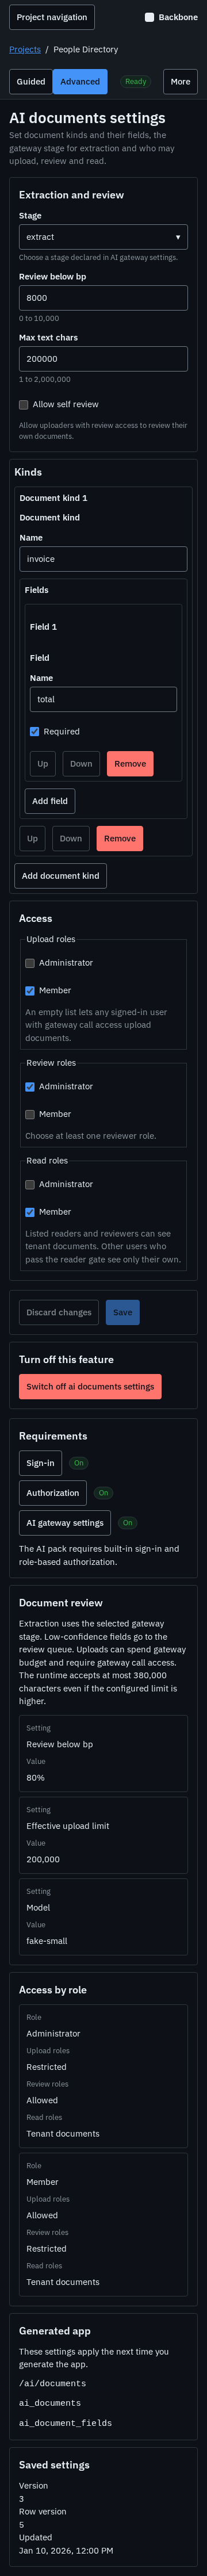 Project navigation
Backbone
Projects / People Directory
Guided
Advanced
Ready
More
AI documents settings
Set document kinds and their fields, the
gateway stage for extraction and who may
upload, review and read.
Extraction and review
Stage
extract
Choose a stage declared in AI gateway settings.
Review below bp
8000
0 to 10,000
Max text chars
200000
1 to 2,000,000
Allow self review
Allow uploaders with review access to review their
own documents.
Kinds
Document kind 1
Document kind
Name
invoice
Fields
Field 1
Field
Name
total
Required
Up
Down
Remove
Add field
Up
Down
Remove
Add document kind
Access
Upload roles
Administrator
Member
An empty list lets any signed-in user
with gateway call access upload
documents.
Review roles
Administrator
Member
Choose at least one reviewer role.
Read roles
Administrator
Member
Listed readers and reviewers can see
tenant documents. Other users who
pass the reader gate see only their own.
Discard changes
Save
Turn off this feature
Switch off ai documents settings
Requirements
Sign-in
On
Authorization
On
AI gateway settings
On
The AI pack requires built-in sign-in and
role-based authorization.
Document review
Extraction uses the selected gateway
stage. Low-confidence fields go to the
review queue. Uploads can spend gateway
budget and require gateway call access.
The runtime accepts at most 380,000
characters even if the configured limit is
higher.
Setting
Review below bp
Value
80%
Setting
Effective upload limit
Value
200,000
Setting
Model
Value
fake-small
Access by role
Role
Administrator
Upload roles
Restricted
Review roles
Allowed
Read roles
Tenant documents
Role
Member
Upload roles
Allowed
Review roles
Restricted
Read roles
Tenant documents
Generated app
These settings apply the next time you
generate the app.
/ai/documents
ai_documents
ai_document_fields
Saved settings
Version
3
Row version
5
Updated
Jan 10, 2026, 12:00 PM